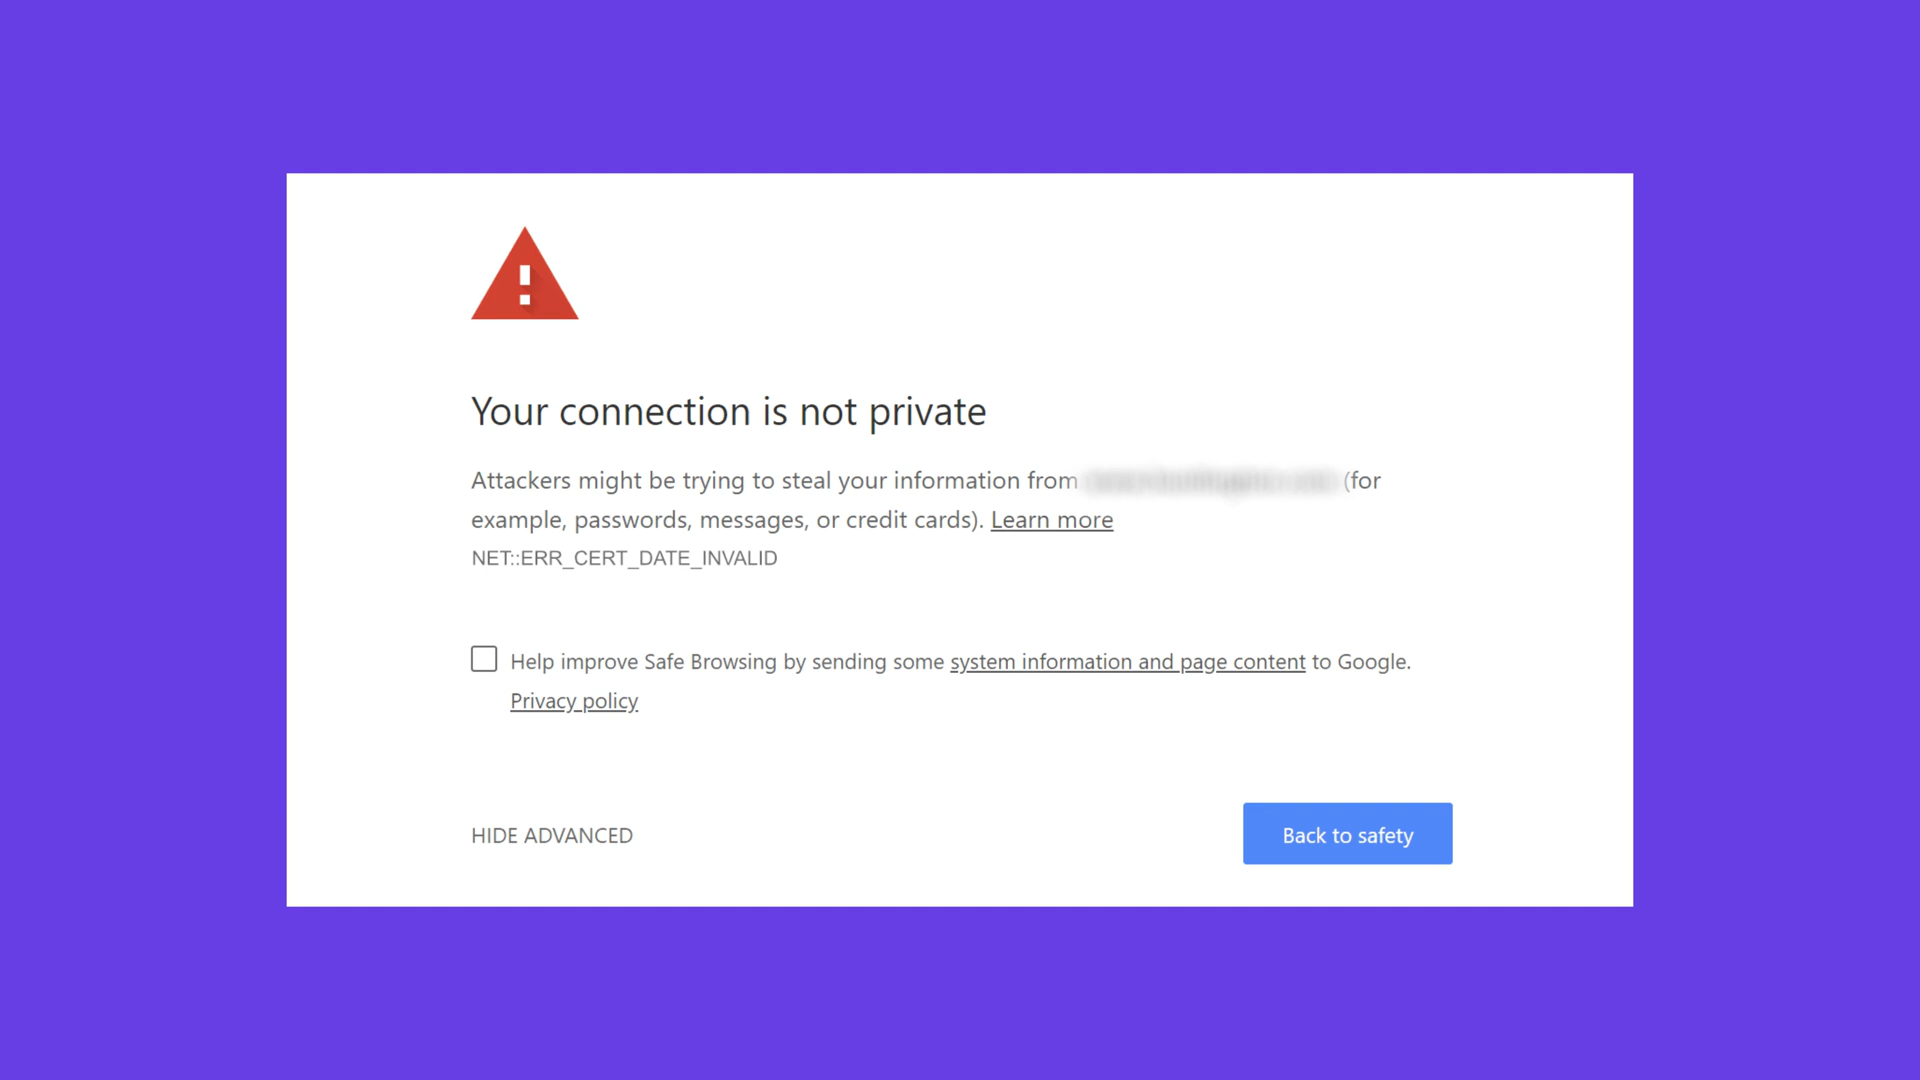 Your connection is not private
Attackers might be trying to steal your information from (for
example, passwords, messages, or credit cards). Learn more
NET::ERR_CERT_DATE_INVALID
Help improve Safe Browsing by sending some system information and page content to Google.
Privacy policy
HIDE ADVANCED
Back to safety